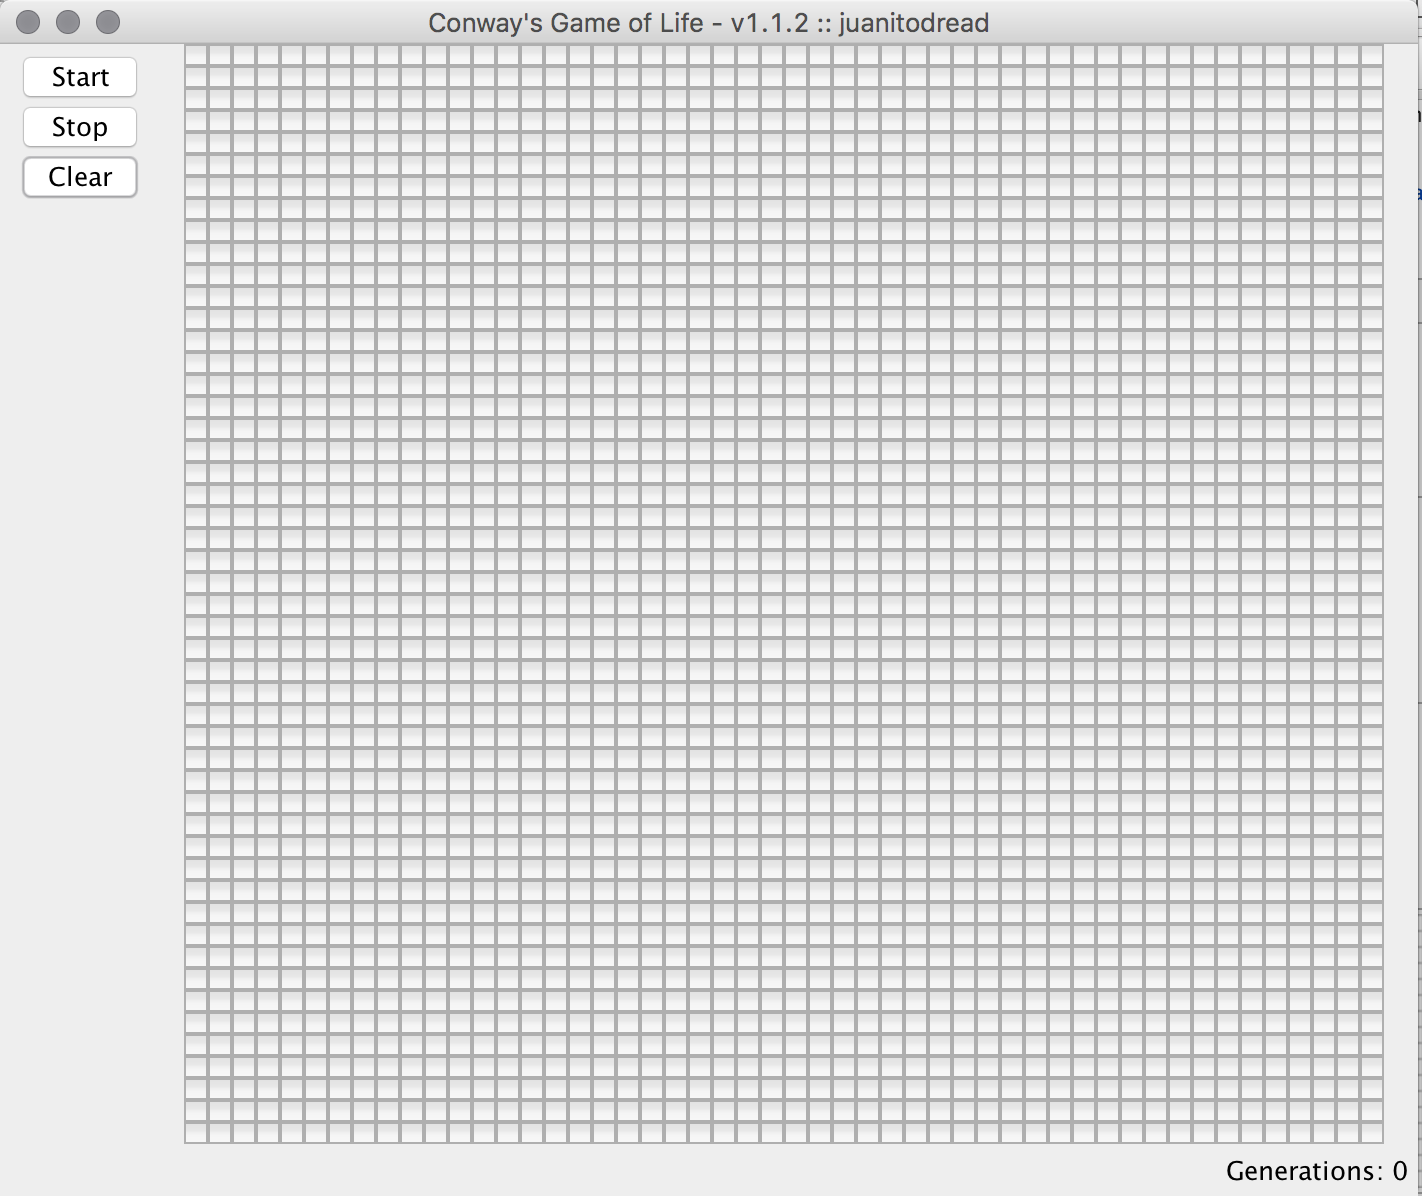 Conway's Game of Life - v1.1.2 :: juanitodread
Start
Stop
Clear
Generations: 0